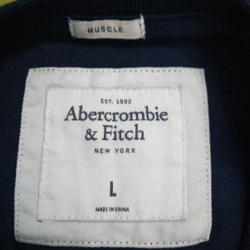 MUSCLE
EST. 1892
Abercrombie
& Fitch
NEW YORK
L
MADE IN CHINA